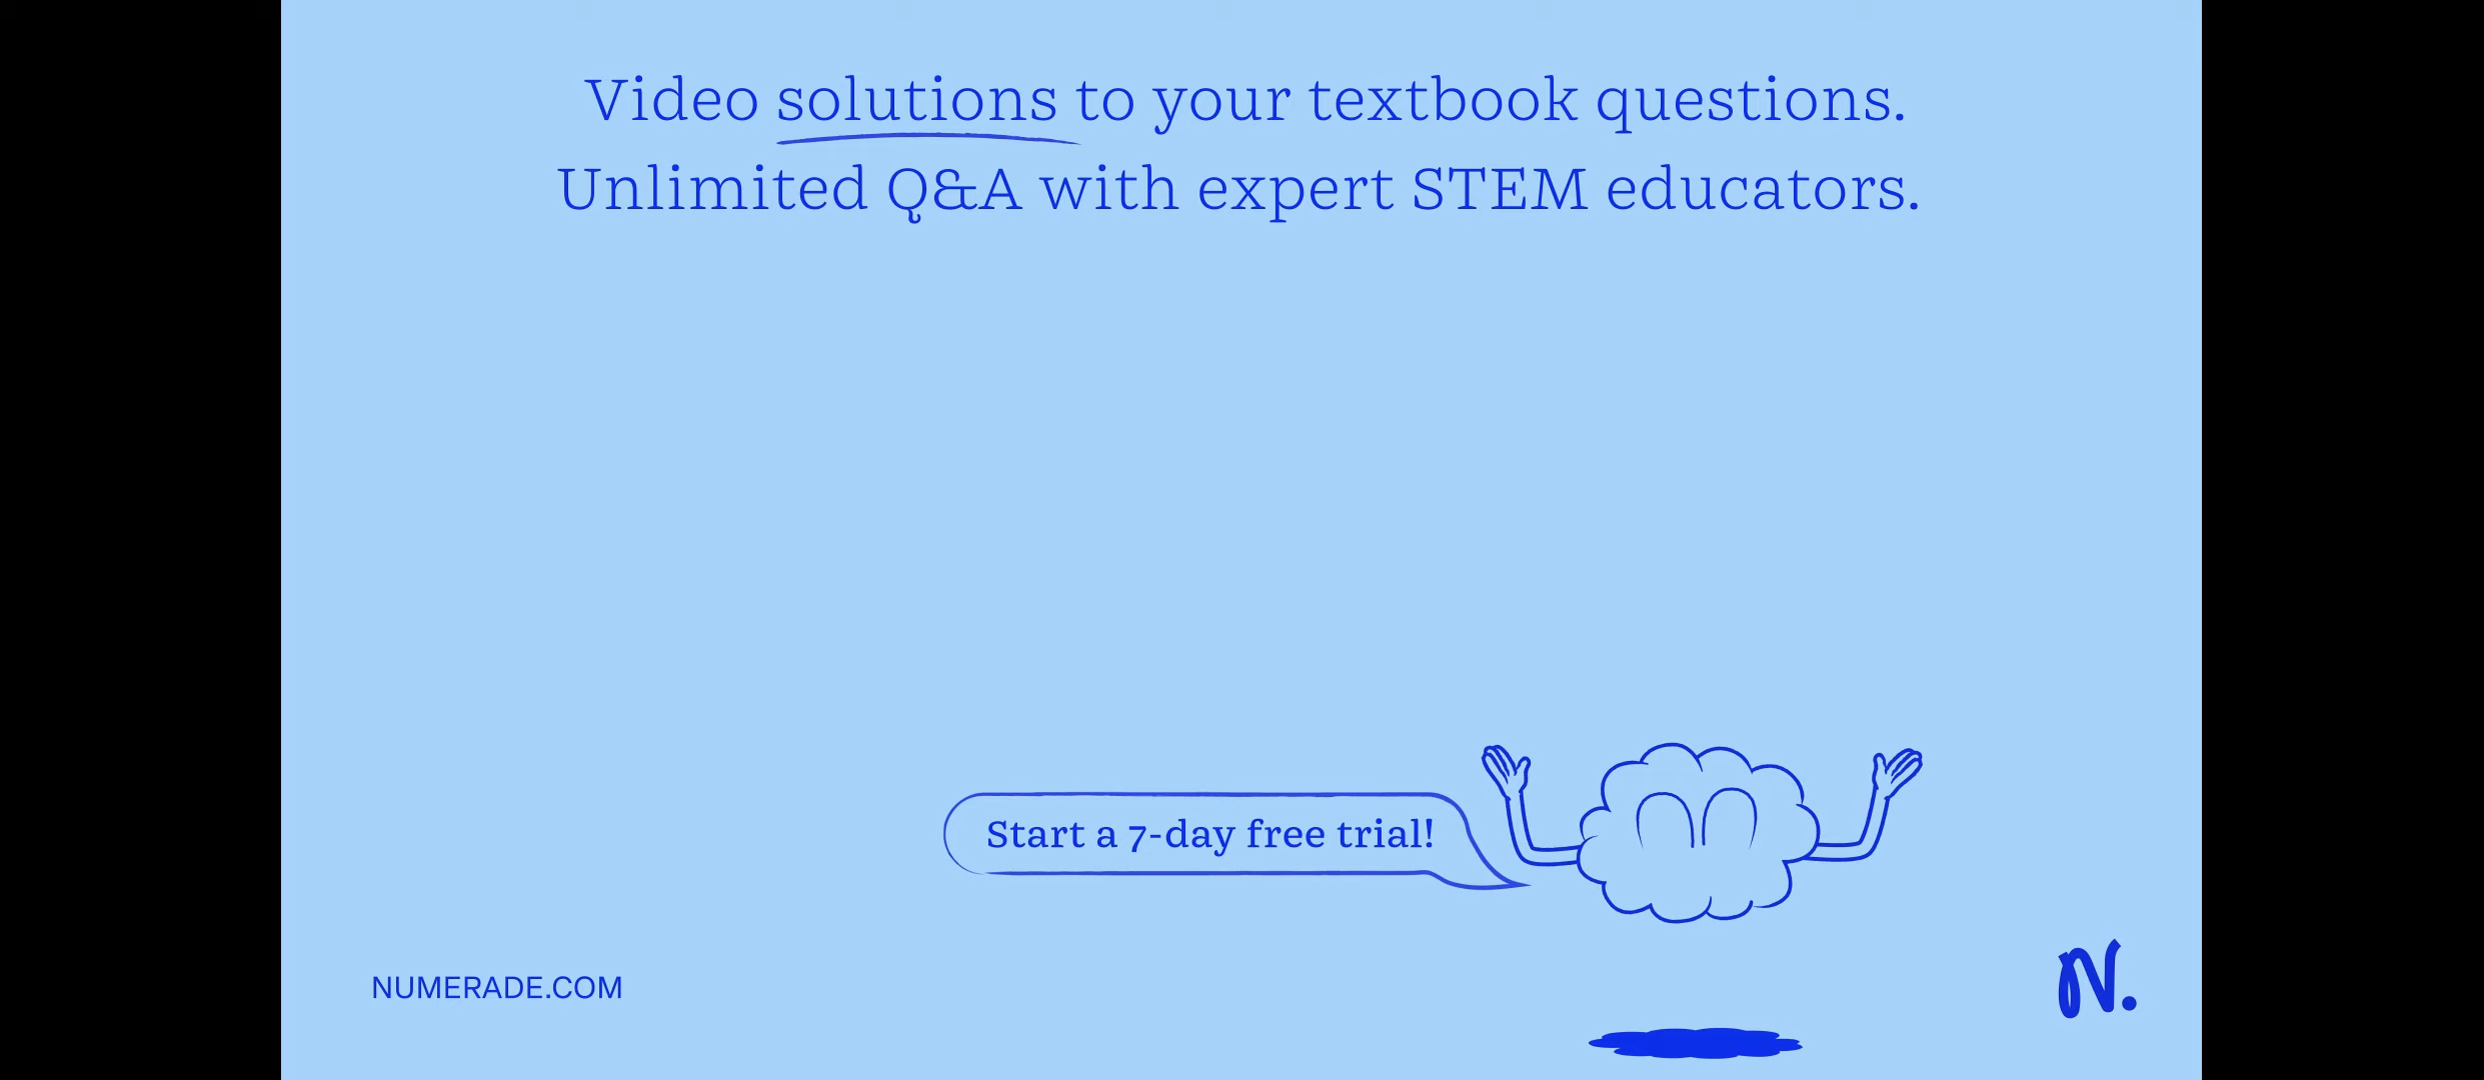 Video solutions to your textbook questions.
Unlimited Q&A with expert STEM educators.
Start a 7-day free trial!
NUMERADE.COM
N.